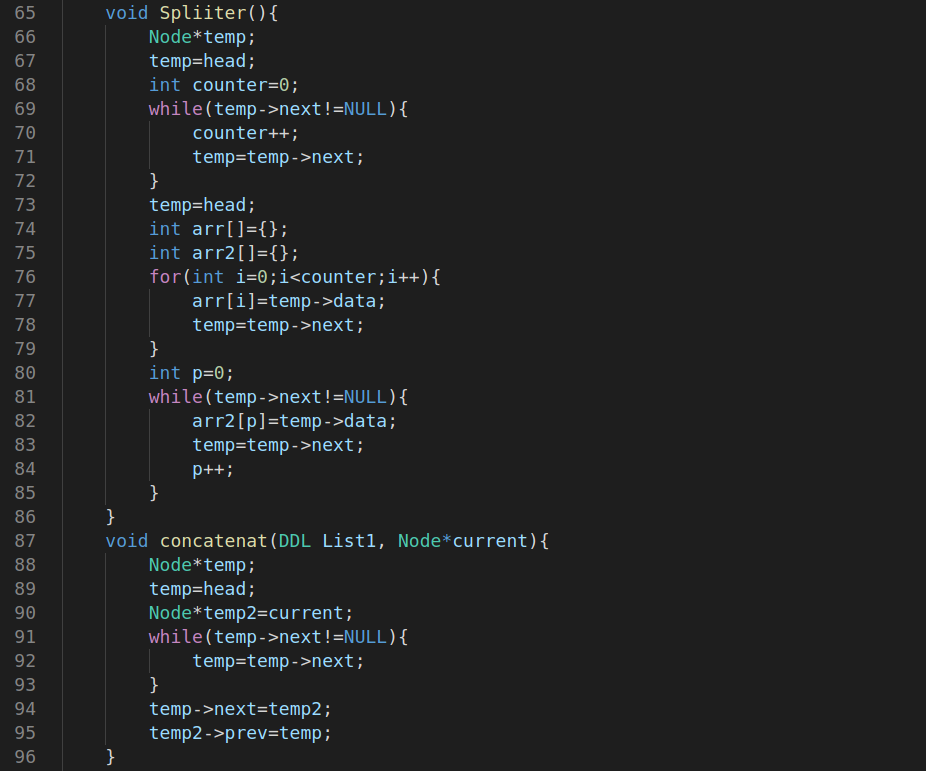 65 void Spliiter(){
66 Node*temp;
67 temp=head;
68 int counter=0;
69 while(temp->next!=NULL){
70 counter++;
71 temp=temp->next;
72 }
73 temp=head;
74 int arr[]={};
75 int arr2[]={};
76 for(int i=0;i<counter;i++){
77 arr[i]=temp->data;
78 temp=temp->next;
79 }
80 int p=0;
81 while(temp->next!=NULL){
82 arr2[p]=temp->data;
83 temp=temp->next;
84 p++;
85 }
86 }
87 void concatenat(DDL List1, Node*current){
88 Node*temp;
89 temp=head;
90 Node*temp2=current;
91 while(temp->next!=NULL){
92 temp=temp->next;
93 }
94 temp->next=temp2;
95 temp2->prev=temp;
96 }